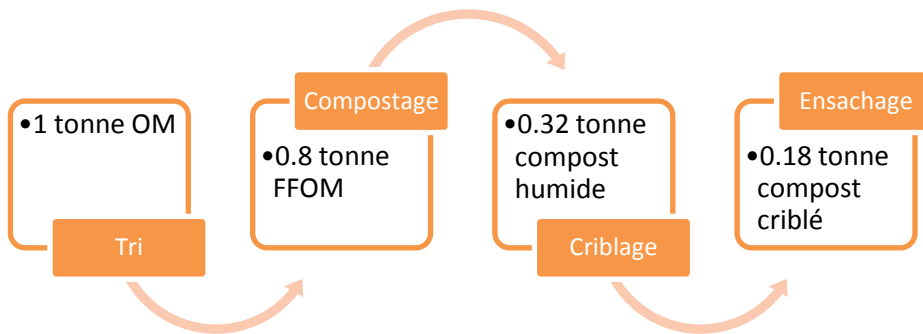 •1 tonne OM
Tri
Compostage
•0.8 tonne
FFOM
•0.32 tonne
compost
humide
Criblage
Ensachage
•0.18 tonne
compost
criblé